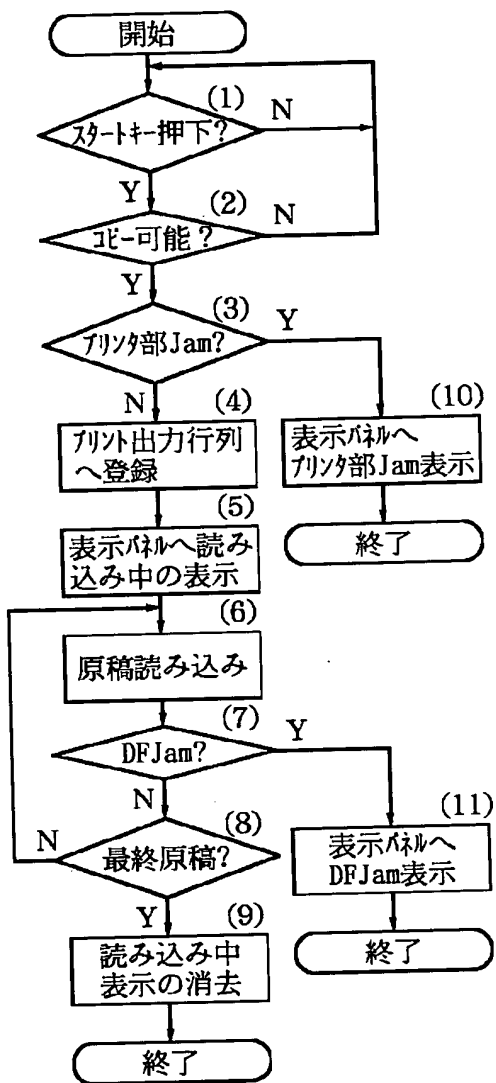 開始
(1)
スタートキー押下?
N
Y
(2)
コピー可能?
N
Y
(3)
プリンタ部Jam?
Y
N
(4)
プリント出力行列
へ登録
(10)
表示パネルへ
プリンタ部Jam表示
終了
(5)
表示パネルへ読み
込み中の表示
(6)
原稿読み込み
(7)
DFJam?
Y
N
(8)
最終原稿?
N
Y
(11)
表示パネルへ
DFJam表示
終了
(9)
読み込み中
表示の消去
終了